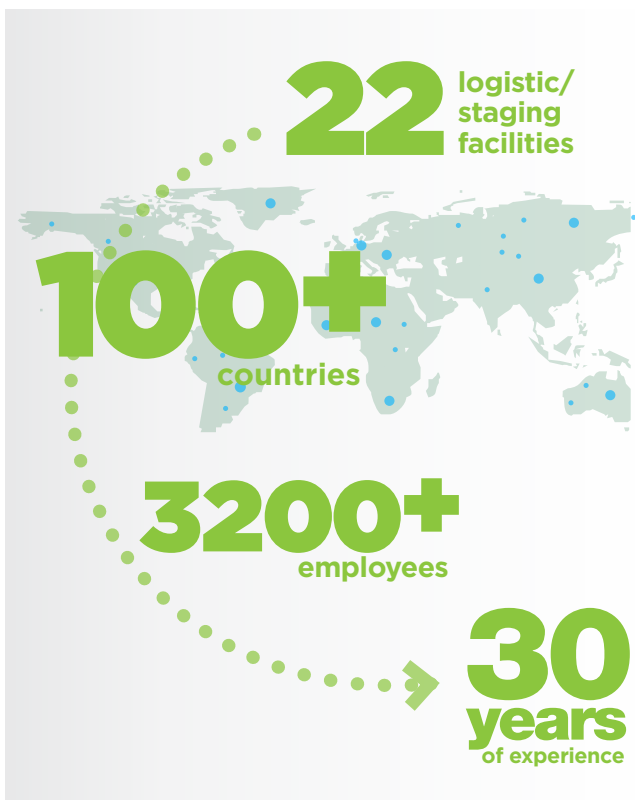 22
logistic/
staging
facilities
100+
countries
3200+
employees
30
years
of experience